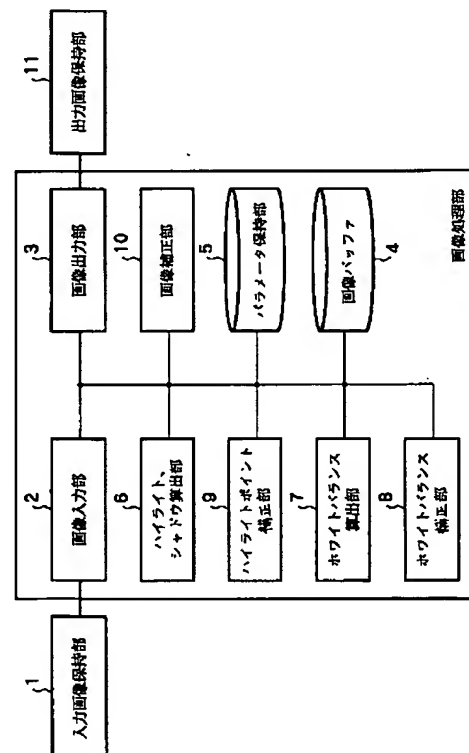 1
入力画像保持部
2
画像入力部
3
画像出力部
11
出力画像保持部
6
ハイライト、
シャドウ算出部
10
画像補正部
9
ハイライトポイント
補正部
5
パラメータ保持部
7
ホワイトバランス
算出部
4
画像バッファ
8
ホワイトバランス
補正部
画像処理部